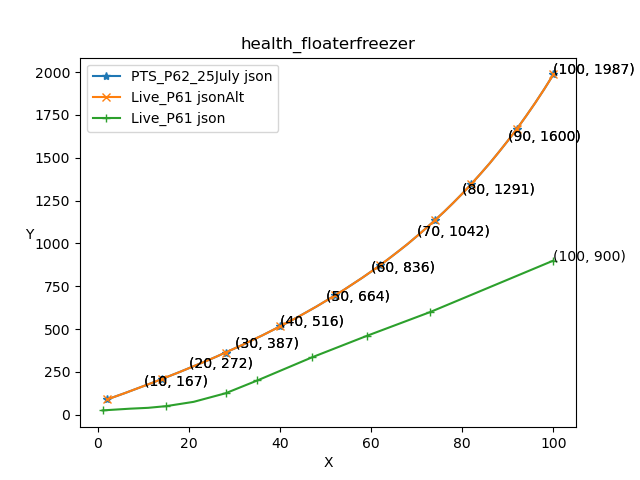 health_floaterfreezer
PTS_P62_25July json
Live_P61 jsonAlt
Live_P61 json
2000
1750
1500
1250
1000
750
500
250
0
Y
(100, 1987)
(90, 1600)
(80, 1291)
(70, 1042)
(60, 836)
(50, 664)
(40, 516)
(30, 387)
(20, 272)
(10, 167)
(100, 900)
0 20 40 60 80 100
X